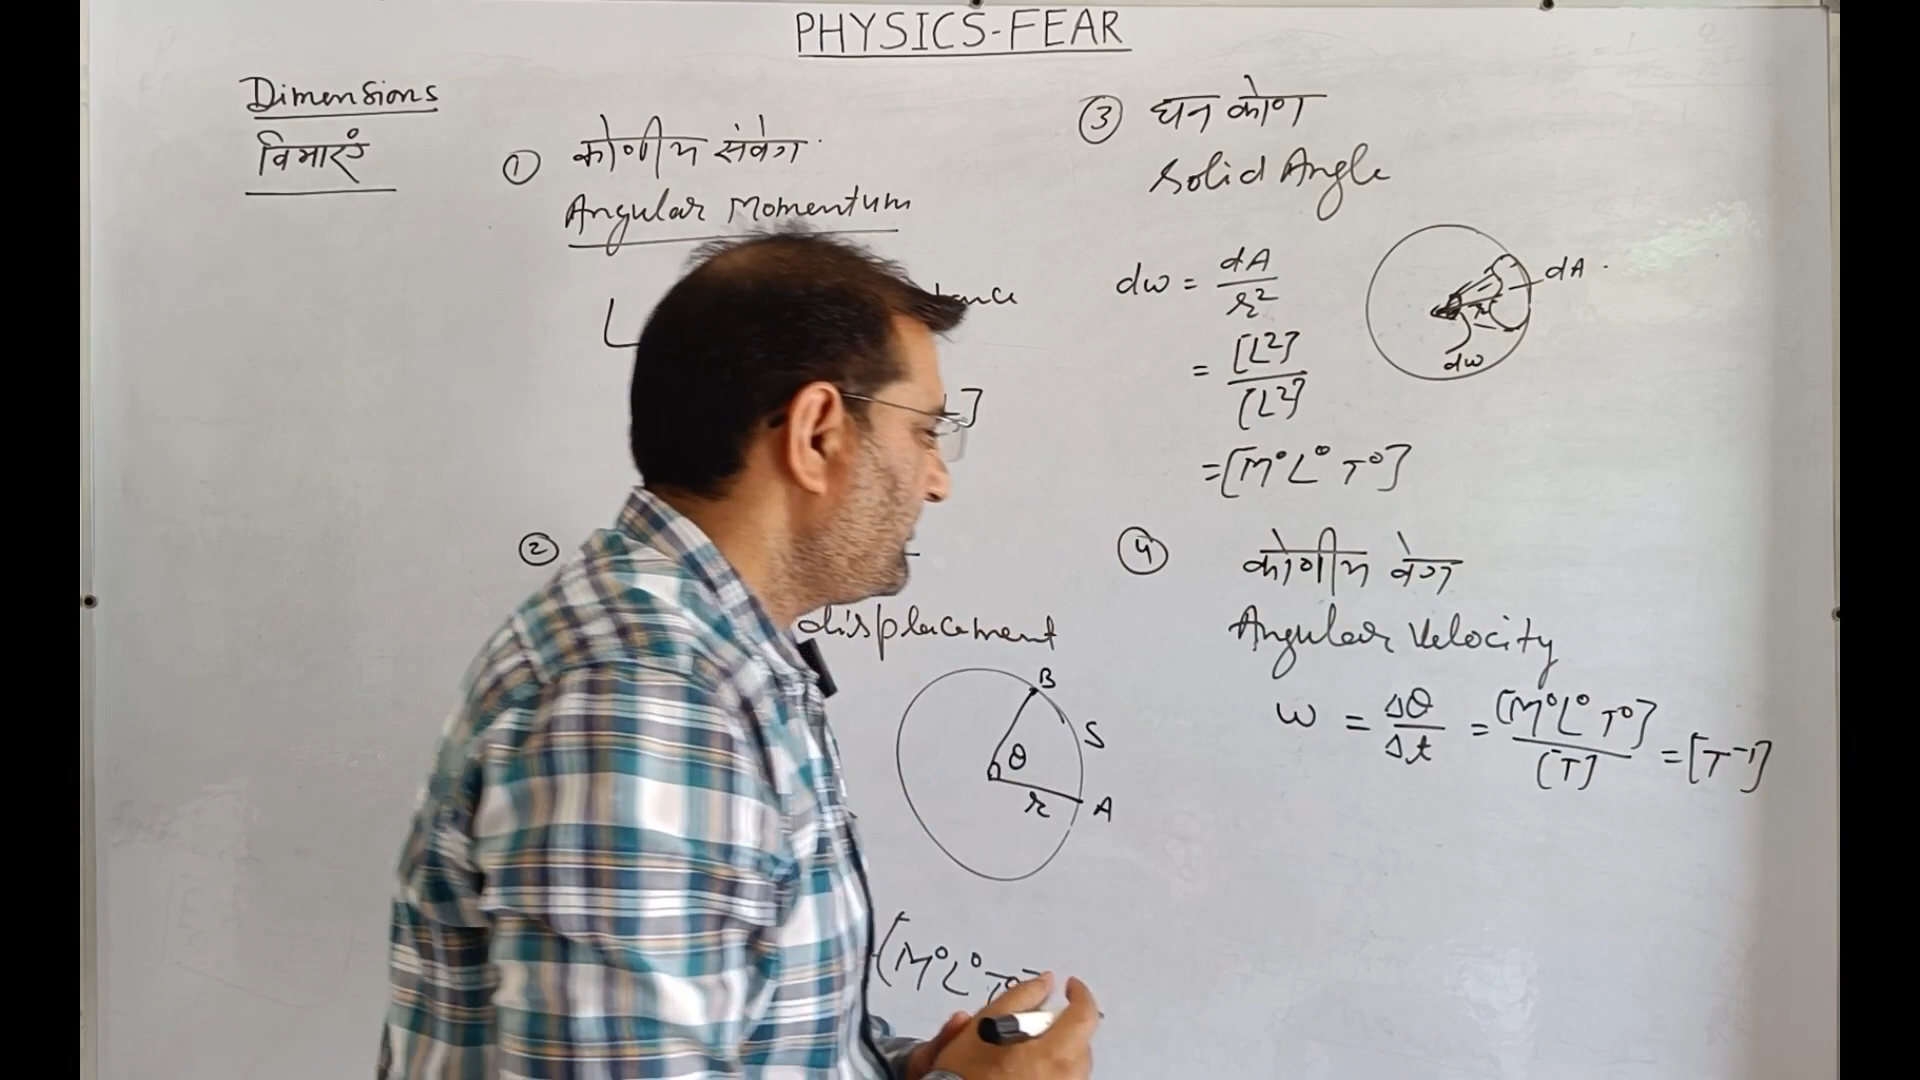 PHYSICS-FEAR
Dimensions
विमाएं
① कोणीय संवेग
Angular Momentum
L
]
②
displacement
B
S
θ
r
A
[M⁰L⁰T⁰]
③ घन कोण
Solid Angle
dω = dA / r²
dA
r
dω
= [L²] / [L²]
= [M⁰L⁰T⁰]
④ कोणीय वेग
Angular Velocity
ω = Δθ / Δt = [M⁰L⁰T⁰] / [T] = [T⁻¹]